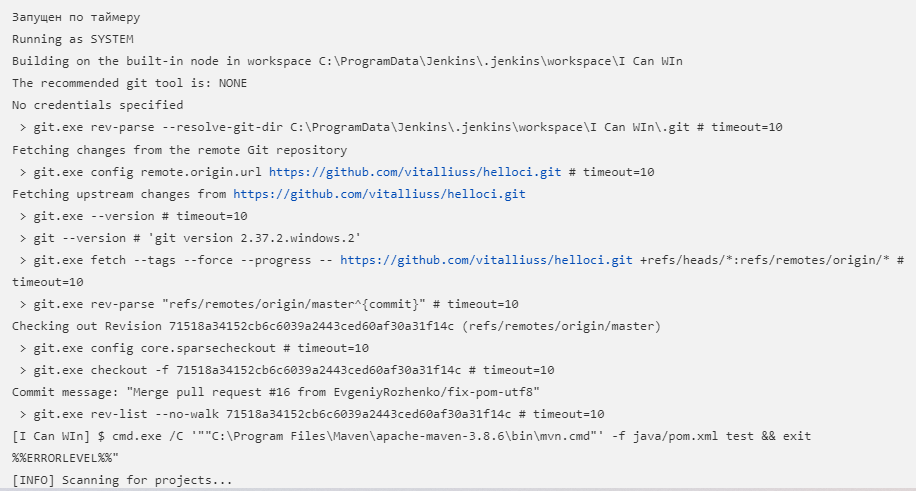 Запущен по таймеру
Running as SYSTEM
Building on the built-in node in workspace C:\ProgramData\Jenkins\.jenkins\workspace\I Can WIn
The recommended git tool is: NONE
No credentials specified
 > git.exe rev-parse --resolve-git-dir C:\ProgramData\Jenkins\.jenkins\workspace\I Can WIn\.git # timeout=10
Fetching changes from the remote Git repository
 > git.exe config remote.origin.url https://github.com/vitalliuss/helloci.git # timeout=10
Fetching upstream changes from https://github.com/vitalliuss/helloci.git
 > git.exe --version # timeout=10
 > git --version # 'git version 2.37.2.windows.2'
 > git.exe fetch --tags --force --progress -- https://github.com/vitalliuss/helloci.git +refs/heads/*:refs/remotes/origin/* #
timeout=10
 > git.exe rev-parse "refs/remotes/origin/master^{commit}" # timeout=10
Checking out Revision 71518a34152cb6c6039a2443ced60af30a31f14c (refs/remotes/origin/master)
 > git.exe config core.sparsecheckout # timeout=10
 > git.exe checkout -f 71518a34152cb6c6039a2443ced60af30a31f14c # timeout=10
Commit message: "Merge pull request #16 from EvgeniyRozhenko/fix-pom-utf8"
 > git.exe rev-list --no-walk 71518a34152cb6c6039a2443ced60af30a31f14c # timeout=10
[I Can WIn] $ cmd.exe /C '""C:\Program Files\Maven\apache-maven-3.8.6\bin\mvn.cmd"' -f java/pom.xml test && exit
%%ERRORLEVEL%%"
[INFO] Scanning for projects...